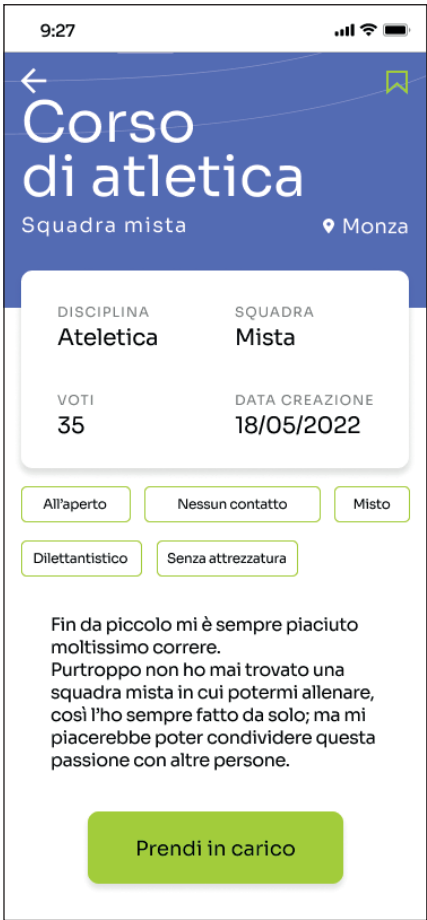 9:27
Corso
di atletica
Squadra mista
Monza
DISCIPLINA
Ateletica
SQUADRA
Mista
VOTI
35
DATA CREAZIONE
18/05/2022
All'aperto
Nessun contatto
Misto
Dilettantistico
Senza attrezzatura
Fin da piccolo mi è sempre piaciuto
moltissimo correre.
Purtroppo non ho mai trovato una
squadra mista in cui potermi allenare,
così l'ho sempre fatto da solo; ma mi
piacerebbe poter condividere questa
passione con altre persone.
Prendi in carico